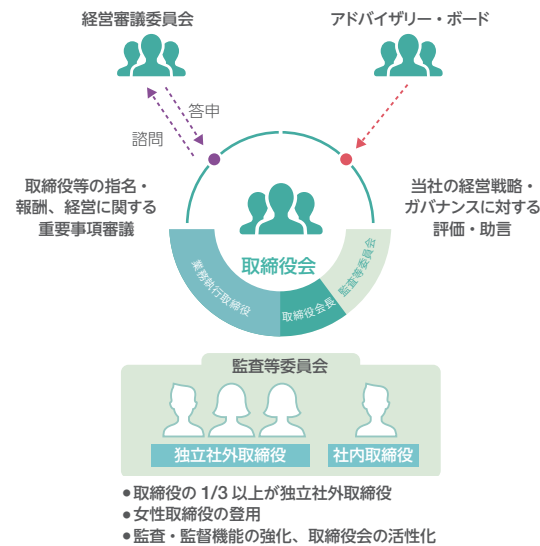 経営審議委員会
アドバイザリー・ボード
答申
諮問
取締役等の指名・
報酬、経営に関する
重要事項審議
当社の経営戦略・
ガバナンスに対する
評価・助言
取締役会
業務執行取締役
取締役会長
監査等委員会
監査等委員会
独立社外取締役
社内取締役
●取締役の 1/3 以上が独立社外取締役
●女性取締役の登用
●監査・監督機能の強化、取締役会の活性化